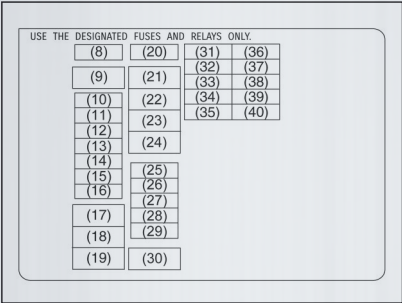 USE THE DESIGNATED FUSES AND RELAYS ONLY.
(8) (20) (31) (36)
(32) (37)
(9) (21) (33) (38)
(10) (22) (34) (39)
(11) (35) (40)
(12) (23)
(13) (24)
(14)
(15) (25)
(16) (26)
(27)
(17) (28)
(18) (29)
(19) (30)